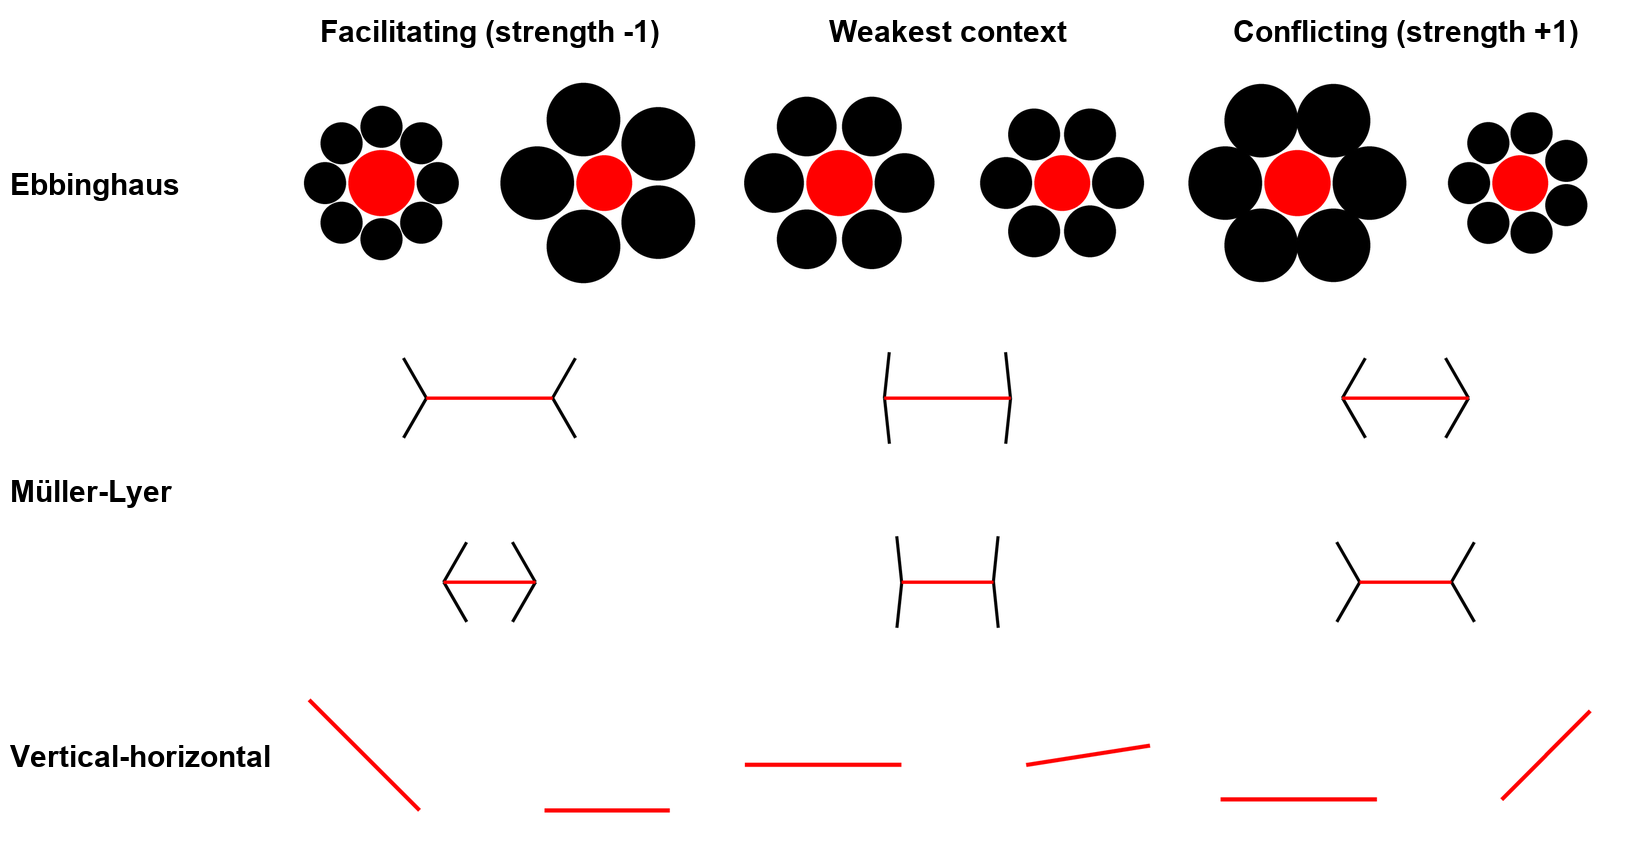 Facilitating (strength -1)
Weakest context
Conflicting (strength +1)
Ebbinghaus
Müller-Lyer
Vertical-horizontal